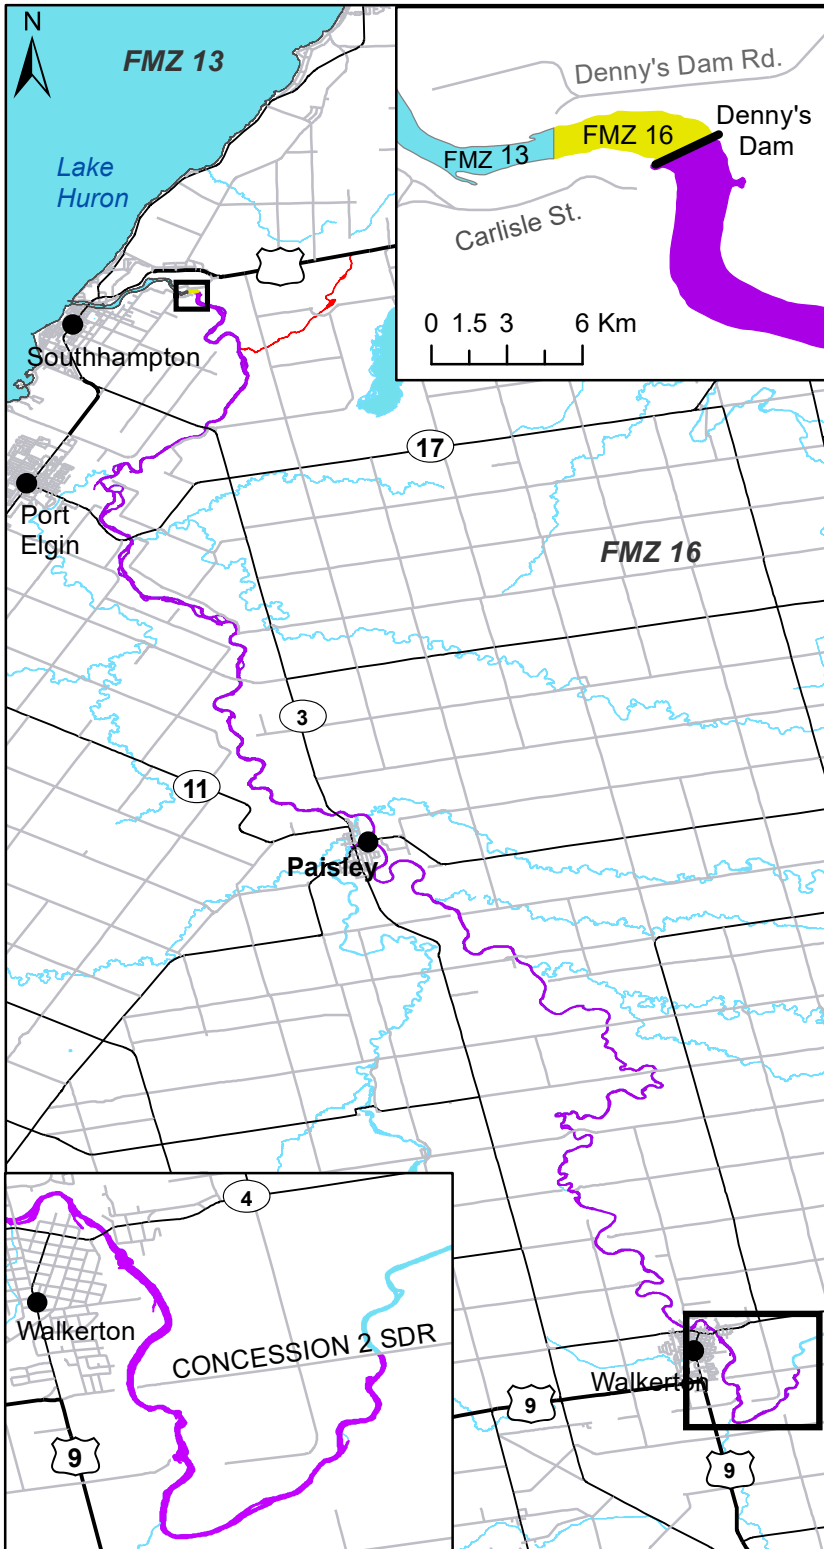 N
FMZ 13
Lake
Huron
Denny's Dam Rd.
Denny's
Dam
FMZ 16
FMZ 13
Carlisle St.
0 1.5 3 6 Km
Southhampton
17
Port
Elgin
FMZ 16
3
11
Paisley
4
Walkerton
CONCESSION 2 SDR
9
Walkerton
9
9